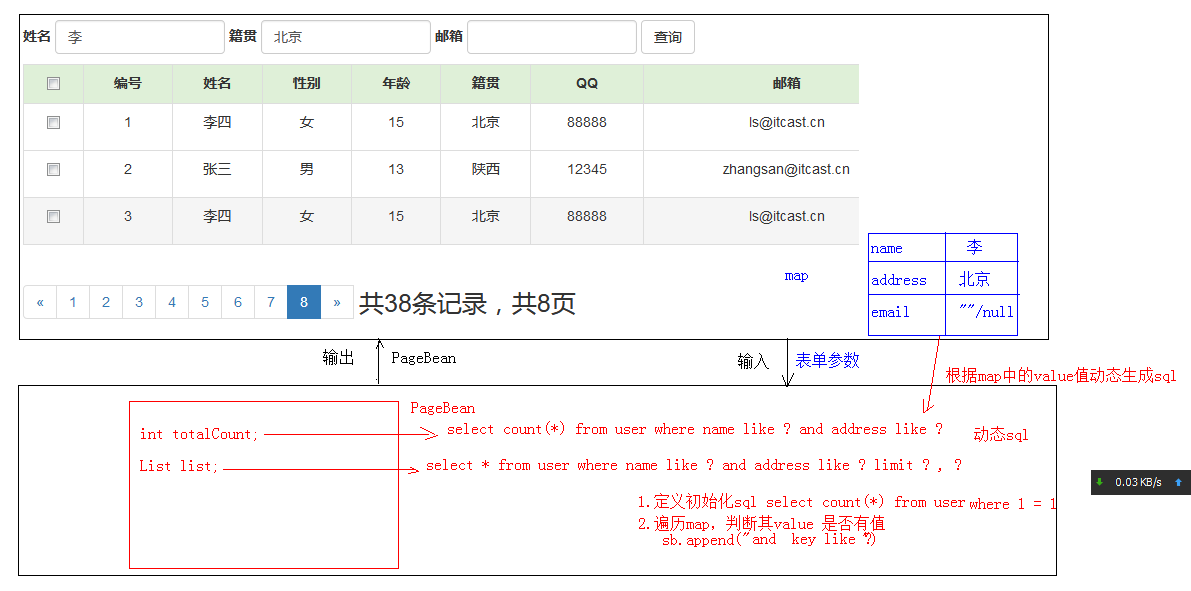 姓名 李 籍贯 北京 邮箱 查询
编号 姓名 性别 年龄 籍贯 QQ 邮箱
1 李四 女 15 北京 88888 ls@itcast.cn
2 张三 男 13 陕西 12345 zhangsan@itcast.cn
3 李四 女 15 北京 88888 ls@itcast.cn
name 李
map
address 北京
email ""/null
« 1 2 3 4 5 6 7 8 » 共38条记录，共8页
输出 PageBean
输入 表单参数
根据map中的value值动态生成sql
PageBean
int totalCount; select count(*) from user where name like ? and address like ? 动态sql
List list; select * from user where name like ? and address like ? limit ? , ?
1.定义初始化sql select count(*) from user where 1 = 1
2.遍历map，判断其value 是否有值
sb.append("and key like ?")
0.03KB/s